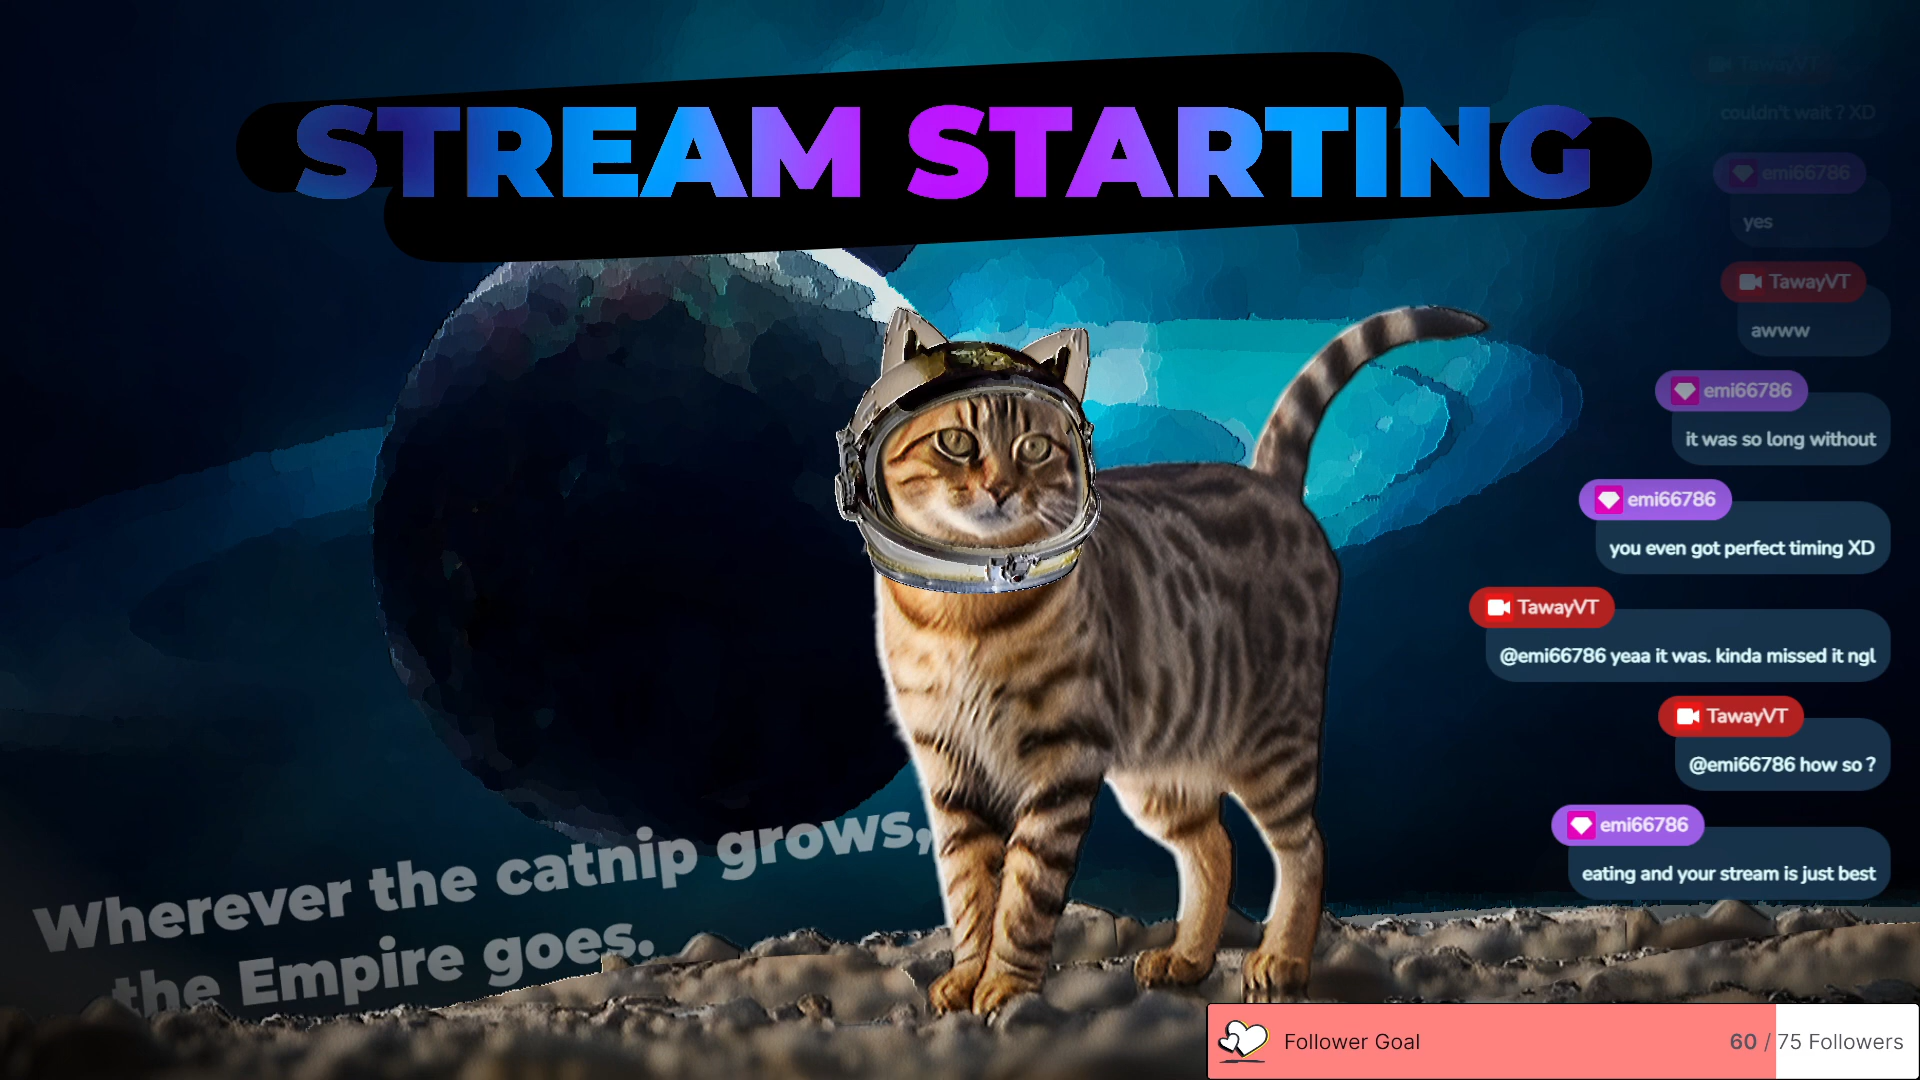 STREAM STARTING
TawayVT
couldn't wait ? XD
emi66786
yes
TawayVT
awww
emi66786
it was so long without
emi66786
you even got perfect timing XD
TawayVT
@emi66786 yeaa it was. kinda missed it ngl
TawayVT
@emi66786 how so ?
emi66786
eating and your stream is just best
Wherever the catnip grows,
the Empire goes.
Follower Goal
60 / 75 Followers